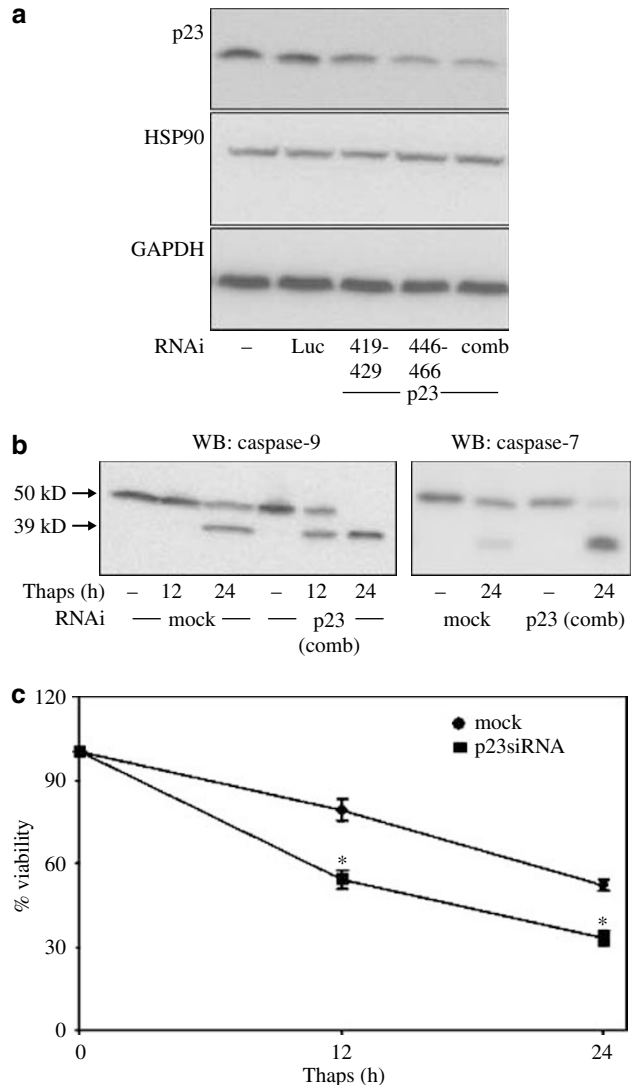 a
p23
HSP90
GAPDH
RNAi – Luc 419- 446- comb
429 466
p23
b
WB: caspase-9 WB: caspase-7
50 kD
39 kD
Thaps (h) – 12 24 – 12 24 – 24 – 24
RNAi mock p23 mock p23 (comb)
(comb)
c
120
90
60
30
0
% viability
mock
p23siRNA
*
*
0 12 24
Thaps (h)